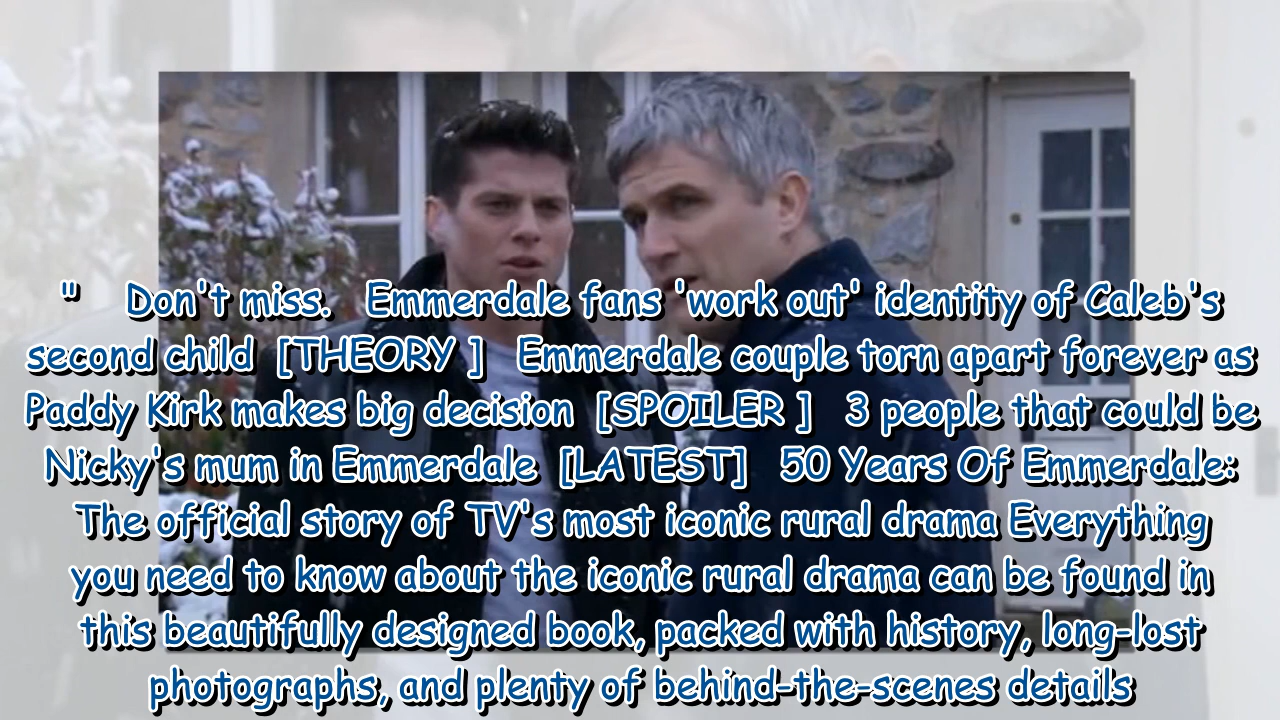 " Don't miss. Emmerdale fans 'work out' identity of Caleb's
second child [THEORY ] Emmerdale couple torn apart forever as
Paddy Kirk makes big decision [SPOILER ] 3 people that could be
Nicky's mum in Emmerdale [LATEST] 50 Years Of Emmerdale:
The official story of TV's most iconic rural drama Everything
you need to know about the iconic rural drama can be found in
this beautifully designed book, packed with history, long-lost
photographs, and plenty of behind-the-scenes details